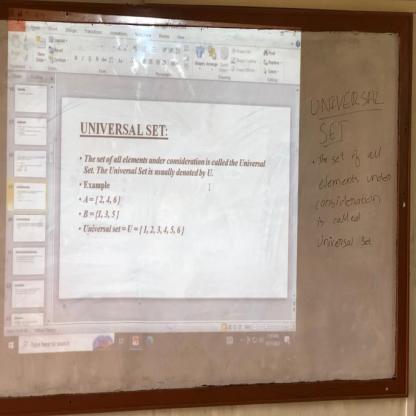 UNIVERSAL SET:
• The set of all elements under consideration is called the Universal
Set. The Universal Set is usually denoted by U.
• Example
• A = { 2, 4, 6 }
• B = {1, 3, 5 }
• Universal set = U = { 1, 2, 3, 4, 5, 6 }
Type here to search
UNIVERSAL
SET
• The set of all
elements under
consideration
is called
universal set